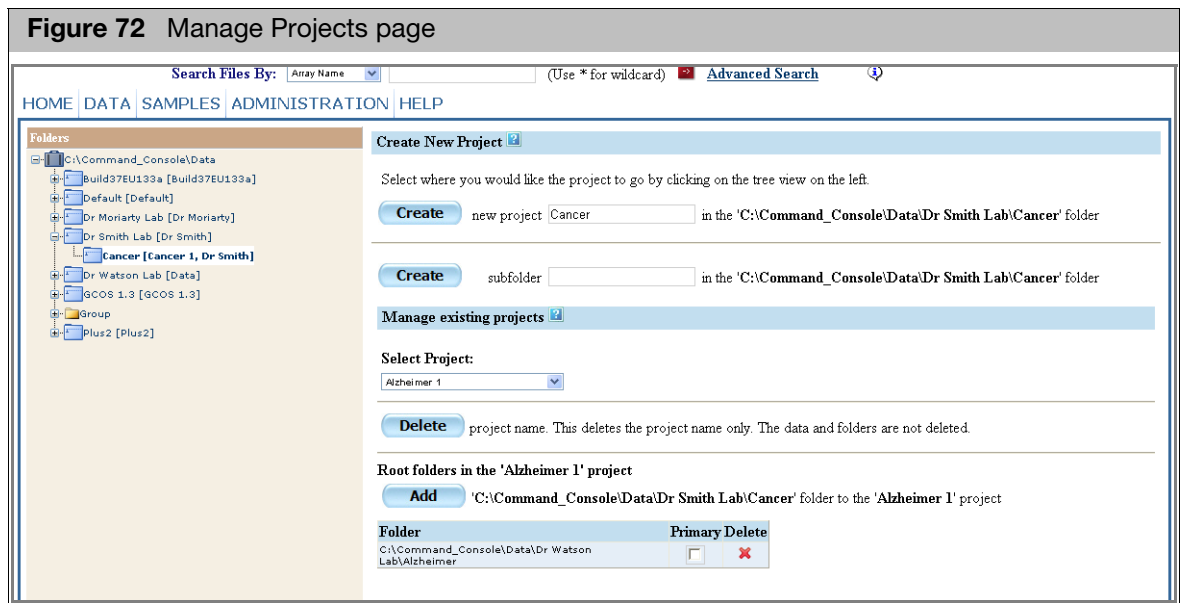 Figure 72 Manage Projects page
Search Files By: Array Name (Use * for wildcard) Advanced Search
HOME DATA SAMPLES ADMINISTRATION HELP
Folders
C:\Command_Console\Data
Build37EU133a [Build37EU133a]
Default [Default]
Dr Moriarty Lab [Dr Moriarty]
Dr Smith Lab [Dr Smith]
Cancer [Cancer 1, Dr Smith]
Dr Watson Lab [Data]
GCOS 1.3 [GCOS 1.3]
Group
Plus2 [Plus2]
Create New Project ?
Select where you would like the project to go by clicking on the tree view on the left.
Create new project Cancer in the 'C:\Command_Console\Data\Dr Smith Lab\Cancer' folder
Create subfolder in the 'C:\Command_Console\Data\Dr Smith Lab\Cancer' folder
Manage existing projects ?
Select Project:
Alzheimer 1
Delete project name. This deletes the project name only. The data and folders are not deleted.
Root folders in the 'Alzheimer 1' project
Add 'C:\Command_Console\Data\Dr Smith Lab\Cancer' folder to the 'Alzheimer 1' project
Folder Primary Delete
C:\Command_Console\Data\Dr Watson
Lab\Alzheimer